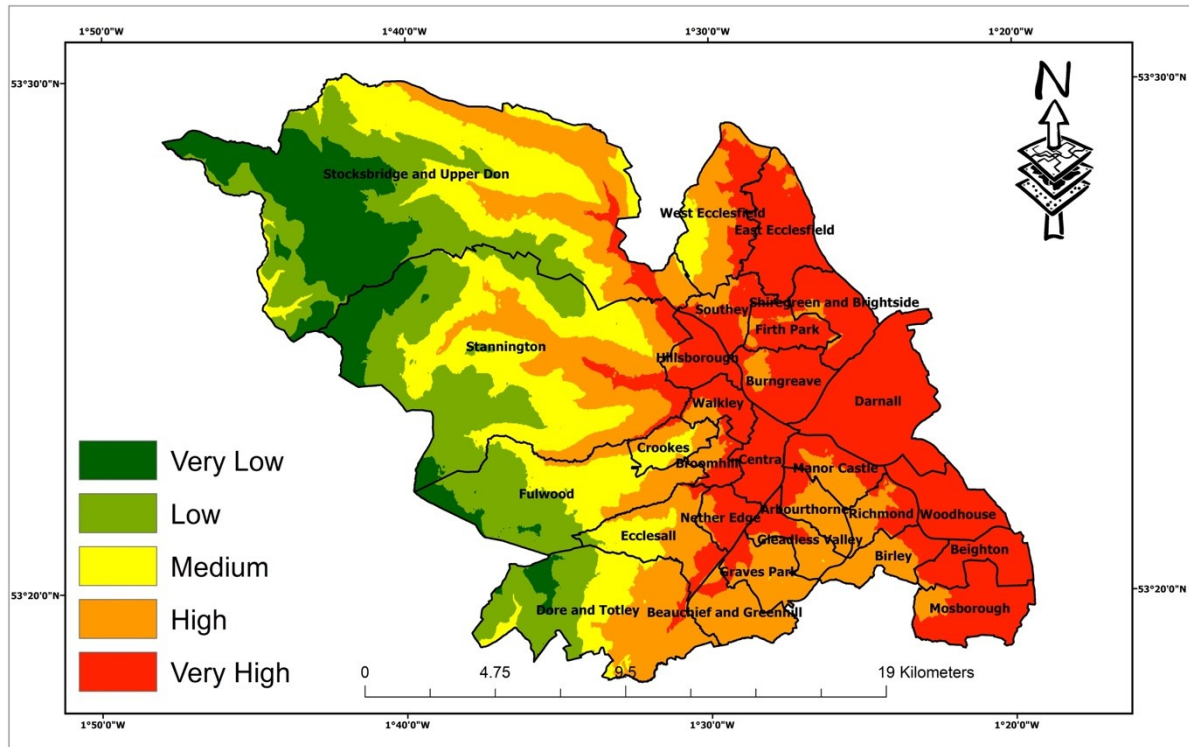 1°50'0"W 1°40'0"W 1°30'0"W 1°20'0"W
53°30'0"N 53°30'0"N
N
Stocksbridge and Upper Don
West Ecclesfield
East Ecclesfield
Shiregreen and Brightside
Southey
Firth Park
Stannington
Hillsborough
Burngreave
Walkley
Darnall
Crookes
Broomhill
Centra
Manor Castle
Fulwood
Arbourthorne
Richmond
Woodhouse
Nether Edge
Ecclesall
Gleadless Valley
Birley
Beighton
Graves Park
Dore and Totley
Beauchief and Greenhill
Mosborough
53°20'0"N 53°20'0"N
Very Low
Low
Medium
High
Very High
0 4.75 9.5 19 Kilometers
1°50'0"W 1°40'0"W 1°30'0"W 1°20'0"W